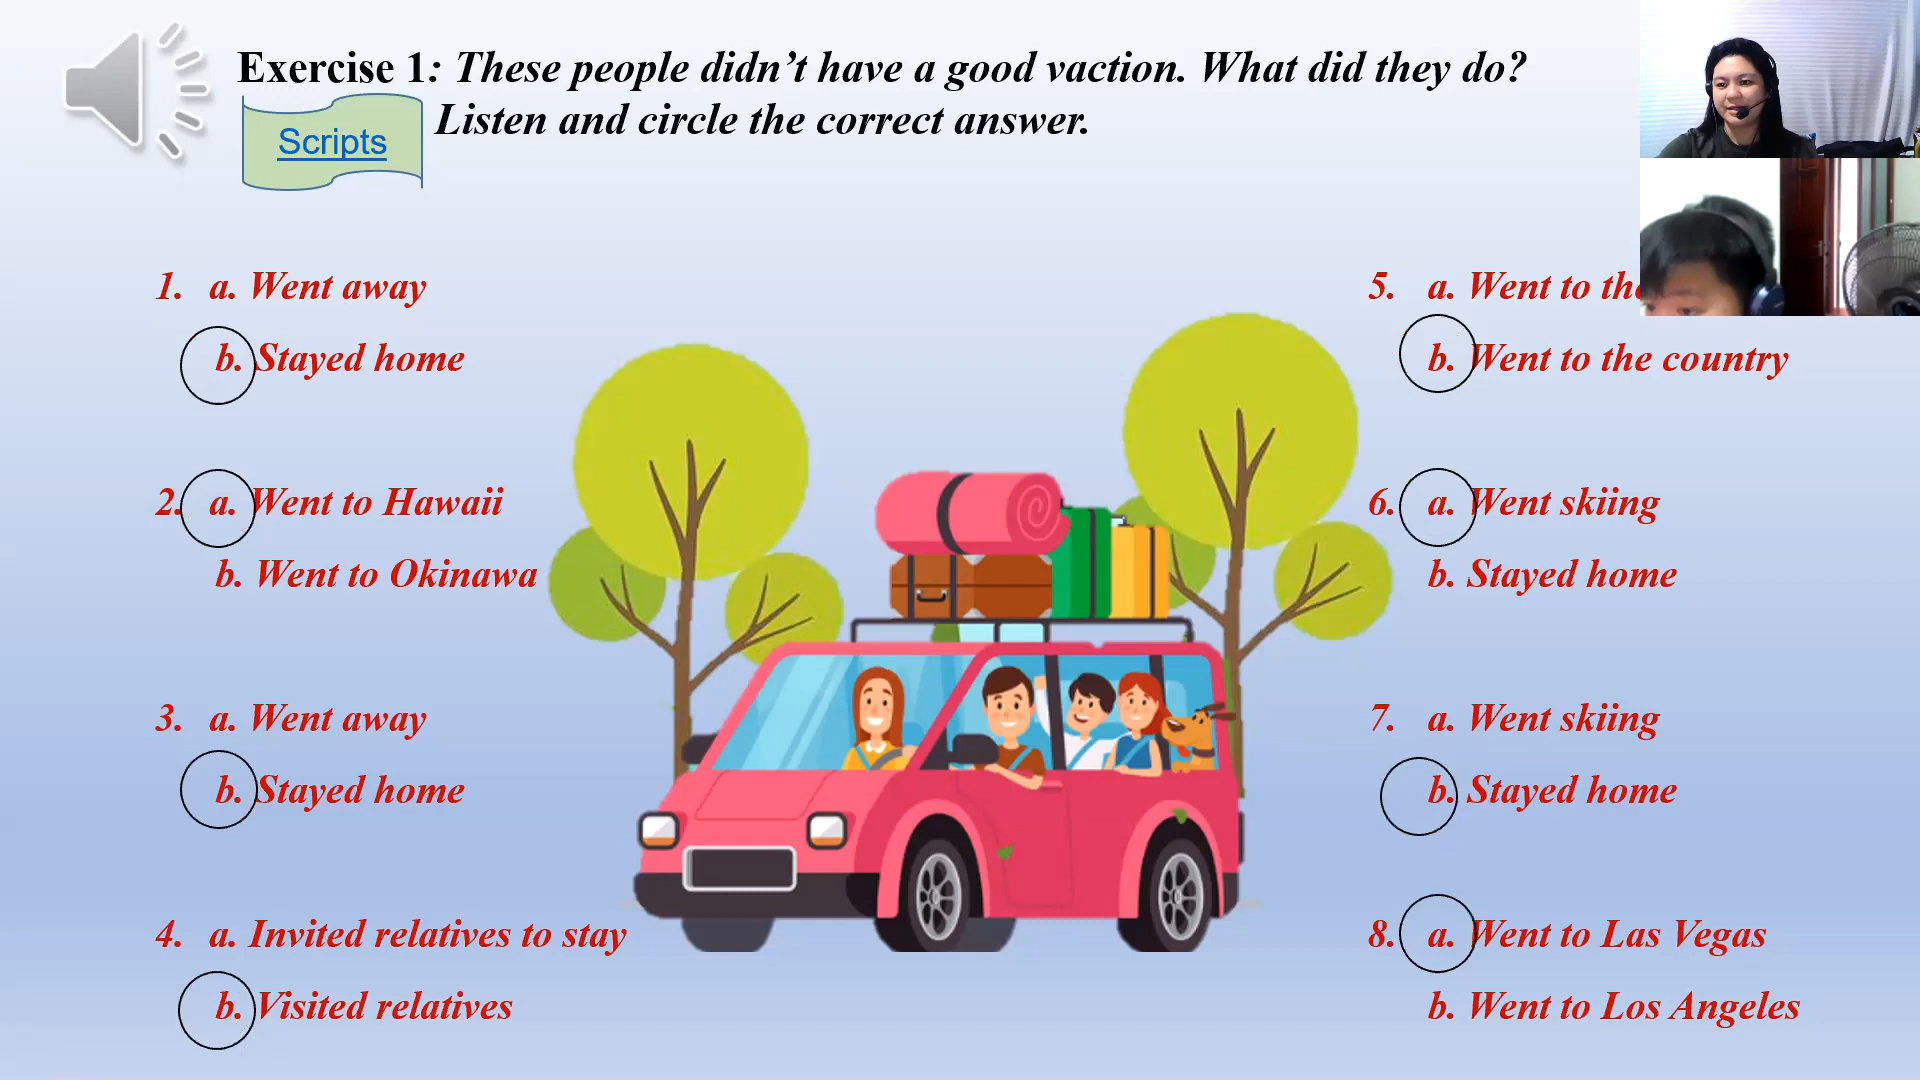 Exercise 1: These people didn't have a good vaction. What did they do?
Scripts
Listen and circle the correct answer.
1. a. Went away
b. Stayed home
2. a. Went to Hawaii
b. Went to Okinawa
3. a. Went away
b. Stayed home
4. a. Invited relatives to stay
b. Visited relatives
5. a. Went to the
b. Went to the country
6. a. Went skiing
b. Stayed home
7. a. Went skiing
b. Stayed home
8. a. Went to Las Vegas
b. Went to Los Angeles